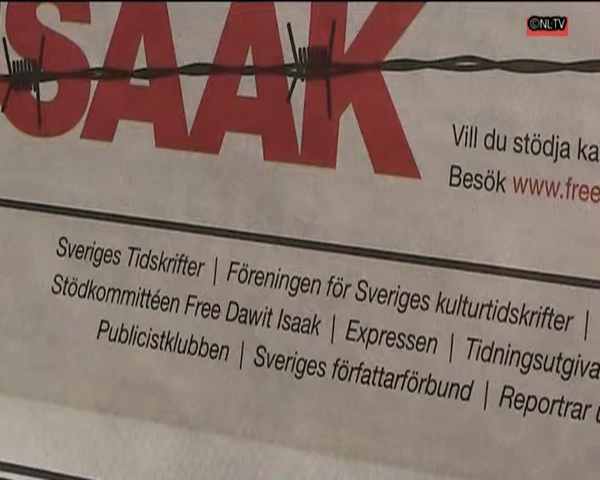 ©NLTV
SAAK
Vill du stödja ka
Besök www.free
Sveriges Tidskrifter | Föreningen för Sveriges kulturtidskrifter |
Stödkommittéen Free Dawit Isaak | Expressen | Tidningsutgiva
Publicistklubben | Sveriges författarförbund | Reportrar u